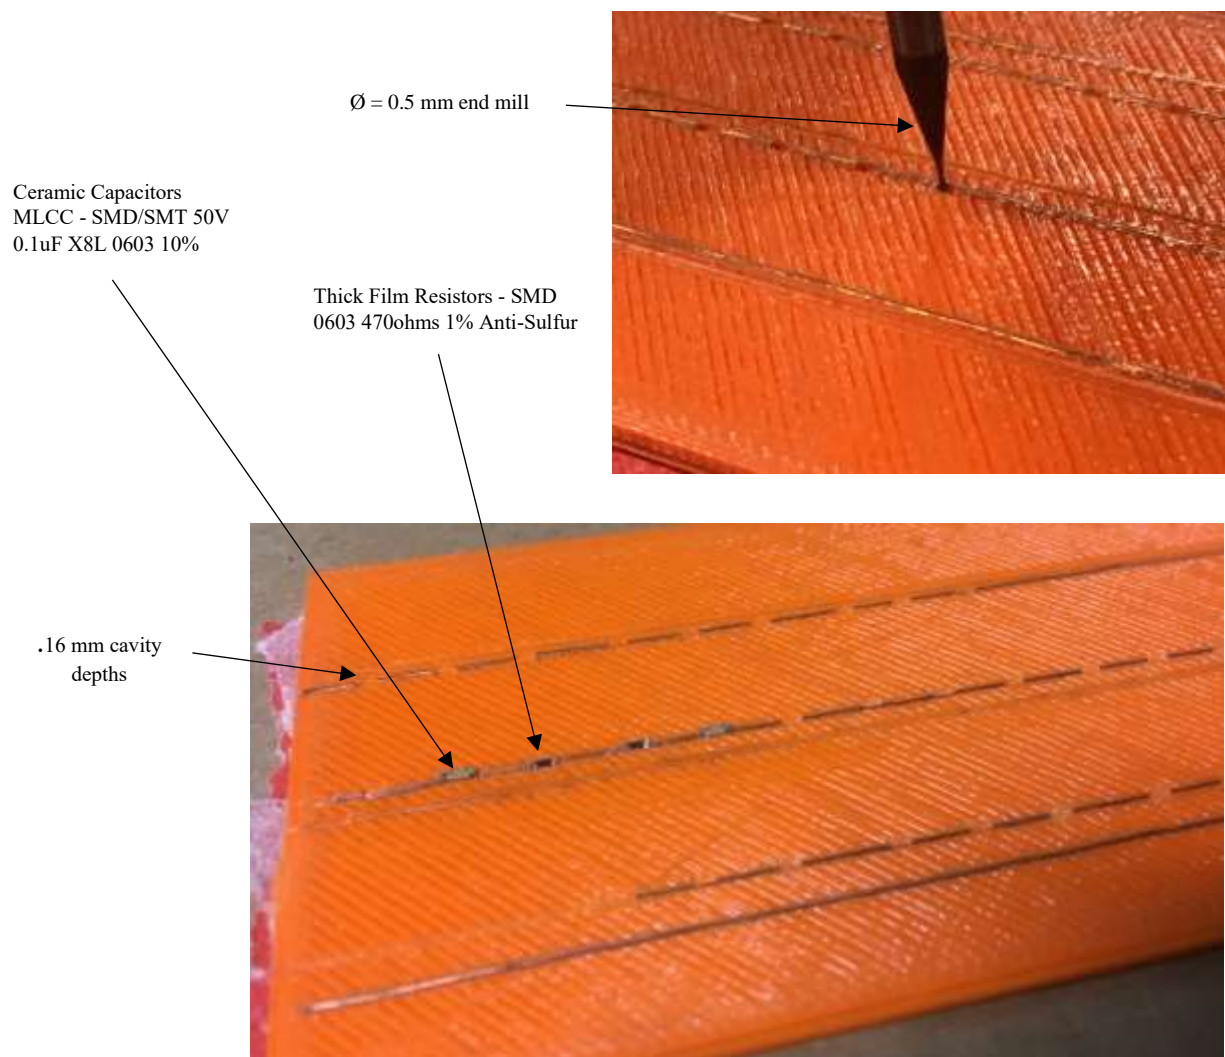 Ø = 0.5 mm end mill
Ceramic Capacitors
MLCC - SMD/SMT 50V
0.1uF X8L 0603 10%
Thick Film Resistors - SMD
0603 470ohms 1% Anti-Sulfur
.16 mm cavity
depths